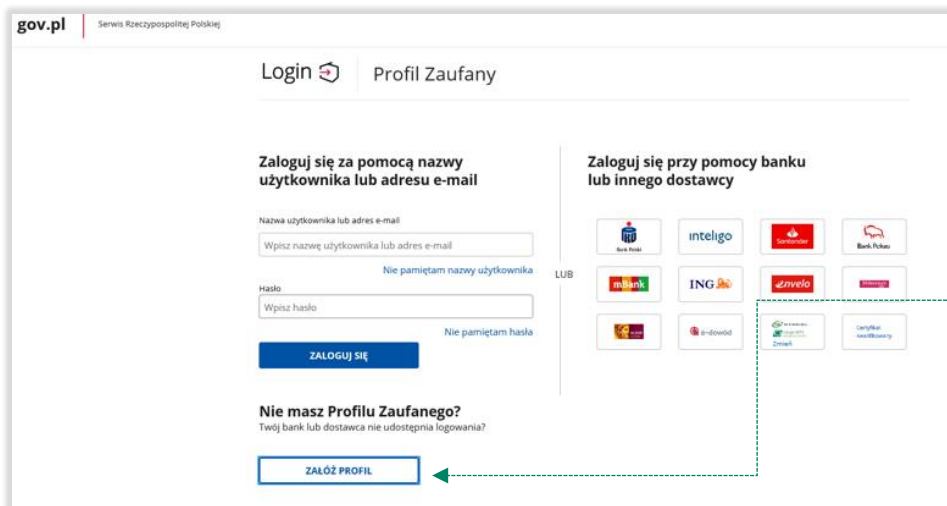 gov.pl
Serwis Rzeczypospolitej Polskiej
Login
Profil Zaufany
Zaloguj się za pomocą nazwy
użytkownika lub adresu e-mail
Nazwa użytkownika lub adres e-mail
Wpisz nazwę użytkownika lub adres e-mail
Nie pamiętam nazwy użytkownika
Hasło
Wpisz hasło
Nie pamiętam hasła
ZALOGUJ SIĘ
LUB
Zaloguj się przy pomocy banku
lub innego dostawcy
Bank Polski
inteligo
Santander
Bank Pekao
mBank
ING
envelo
Millennium
e-dowód
Zmień
Certyfikat
kwalifikowany
Nie masz Profilu Zaufanego?
Twój bank lub dostawca nie udostępnia logowania?
ZAŁÓŻ PROFIL